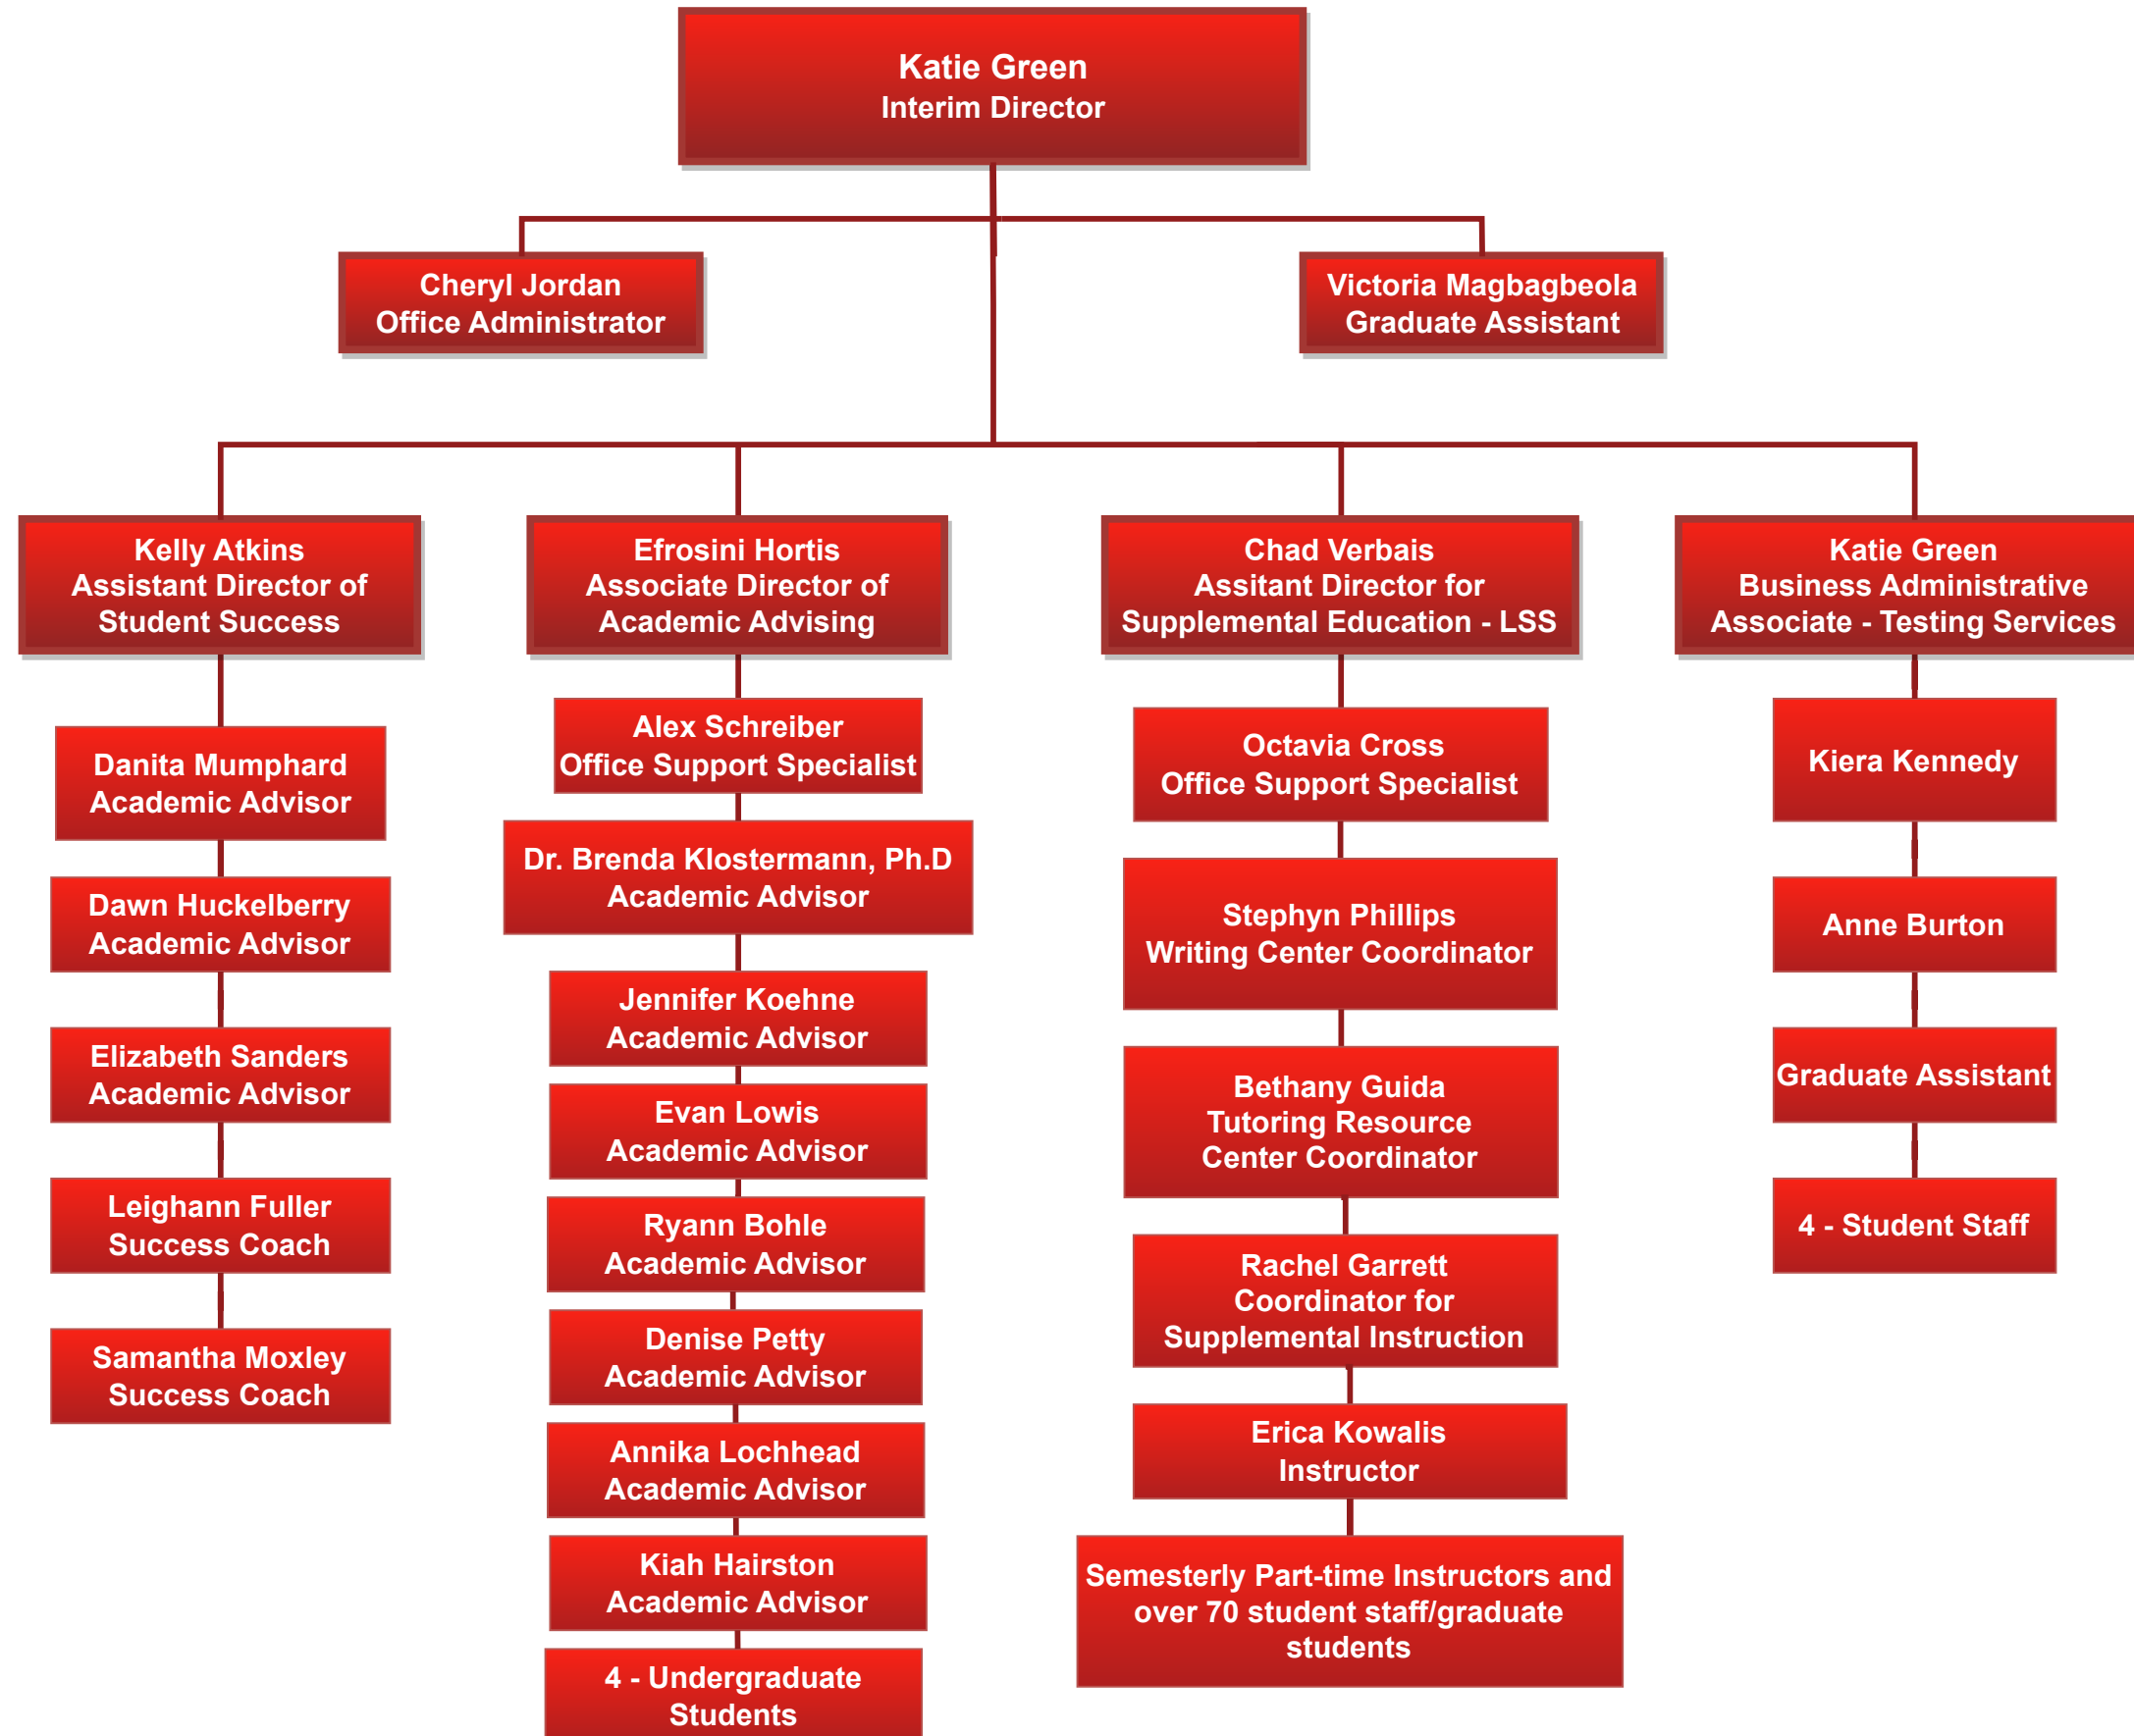 Katie Green
Interim Director
Cheryl Jordan
Office Administrator
Victoria Magbagbeola
Graduate Assistant
Kelly Atkins
Assistant Director of
Student Success
Efrosini Hortis
Associate Director of
Academic Advising
Chad Verbais
Assitant Director for
Supplemental Education - LSS
Katie Green
Business Administrative
Associate - Testing Services
Danita Mumphard
Academic Advisor
Dawn Huckelberry
Academic Advisor
Elizabeth Sanders
Academic Advisor
Leighann Fuller
Success Coach
Samantha Moxley
Success Coach
Alex Schreiber
Office Support Specialist
Dr. Brenda Klostermann, Ph.D
Academic Advisor
Jennifer Koehne
Academic Advisor
Evan Lowis
Academic Advisor
Ryann Bohle
Academic Advisor
Denise Petty
Academic Advisor
Annika Lochhead
Academic Advisor
Kiah Hairston
Academic Advisor
4 - Undergraduate
Students
Octavia Cross
Office Support Specialist
Stephyn Phillips
Writing Center Coordinator
Bethany Guida
Tutoring Resource
Center Coordinator
Rachel Garrett
Coordinator for
Supplemental Instruction
Erica Kowalis
Instructor
Semesterly Part-time Instructors and
over 70 student staff/graduate
students
Kiera Kennedy
Anne Burton
Graduate Assistant
4 - Student Staff